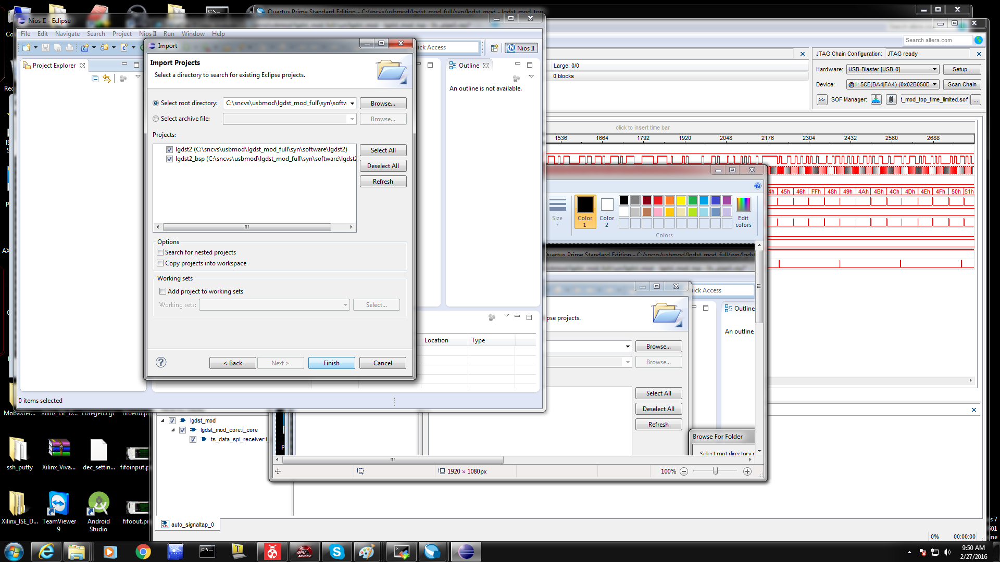 Quartus Prime Standard Edition - C:/sncvs/usbmod/lgdst_mod_full/syn/lgdst_mod - lgdst_mod_top
Nios II - Eclipse
File Edit Navigate Search Project Nios II Run Window Help
Import
Quick Access
Nios II
Project Explorer
Import Projects
Select a directory to search for existing Eclipse projects.
Outline
An outline is not available.
Select root directory: C:\sncvs\usbmod\lgdst_mod_full\syn\softw
Browse...
Select archive file:
Browse...
Projects:
lgdst2 (C:\sncvs\usbmod\lgdst_mod_full\syn\software\lgdst2)
lgdst2_bsp (C:\sncvs\usbmod\lgdst_mod_full\syn\software\lgdst2
Select All
Deselect All
Refresh
Options
Search for nested projects
Copy projects into workspace
Working sets
Add project to working sets
Working sets:
Select...
< Back Next > Finish Cancel
Location Type
0 items selected
Search altera.com
JTAG Chain Configuration: JTAG ready
Large: 0/0
0 blocks
Hardware: USB-Blaster [USB-0] Setup...
Device: @1: 5CE(BA4|FA4) (0x02B050D Scan Chain
>> SOF Manager: t_mod_top_time_limited.sof ...
click to insert time bar
1536 1664 1792 1920 2048 2176 2304 2432 2560 2688
4h 45h 46h FFh 48h 49h 4Ah 4Bh 4Ch 4Dh 4Eh 4Fh 50h 51h
Size
Color 1
Color 2
Edit colors
Colors
Quartus Prime Standard Edition - C:/sncvs/usbmod/lgdst_mod_full/syn/lgdst
uick Access
Outline
ipse projects.
An outline
Browse...
Browse...
Select All
Deselect All
Refresh
Browse For Folder
Select root directory
1920 × 1080px
100%
lgdst_mod
lgdst_mod_core:i_core
ts_data_spi_receiver:i_
auto_signaltap_0
0% 00:00:00
MobaXter... Xilinx_ISE_D... coregen.cgc fifoend.pr
ssh_putty Xilinx_Viva... dec_settin... fifoinput.p
Xilinx_ISE_D... TeamViewer 9 Android Studio fifoout.pr
9:50 AM
2/27/2016